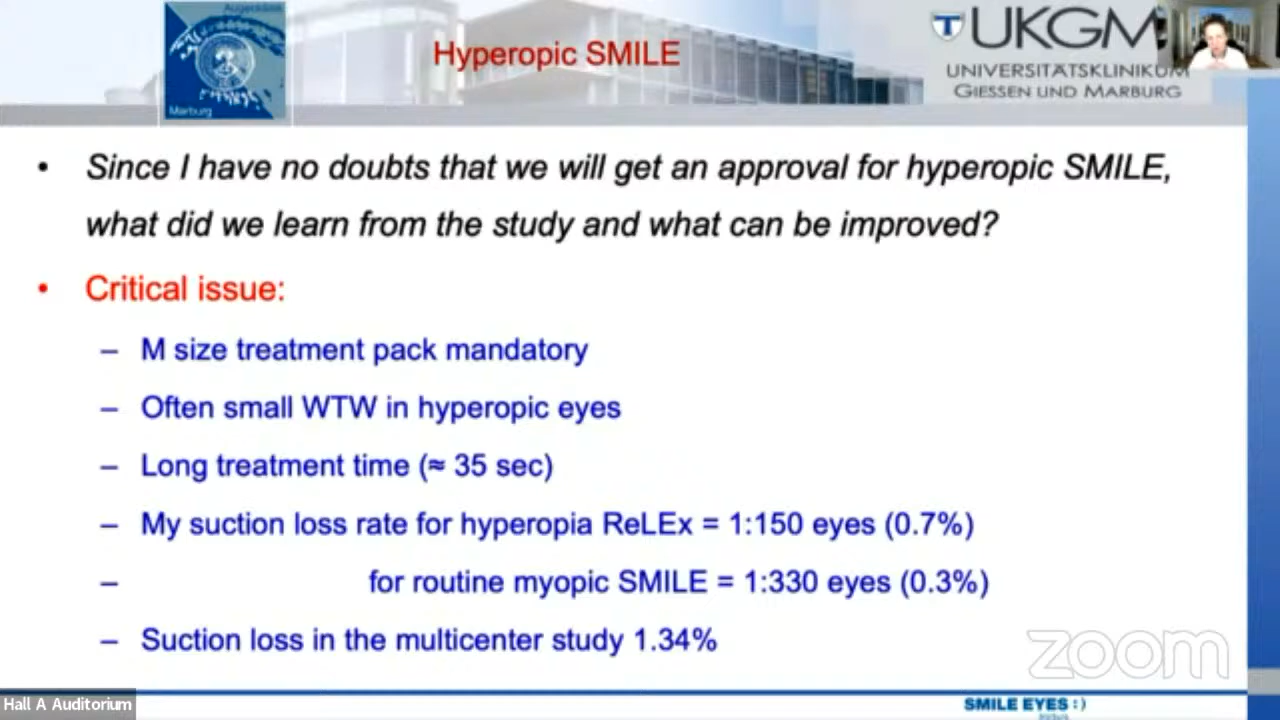 Augenklinik
Marburg
Hyperopic SMILE
UKGM
UNIVERSITÄTSKLINIKUM
GIESSEN UND MARBURG
• Since I have no doubts that we will get an approval for hyperopic SMILE,
what did we learn from the study and what can be improved?
• Critical issue:
– M size treatment pack mandatory
– Often small WTW in hyperopic eyes
– Long treatment time (≈ 35 sec)
– My suction loss rate for hyperopia ReLEx = 1:150 eyes (0.7%)
– for routine myopic SMILE = 1:330 eyes (0.3%)
– Suction loss in the multicenter study 1.34%
zoom
Hall A Auditorium
SMILE EYES :)